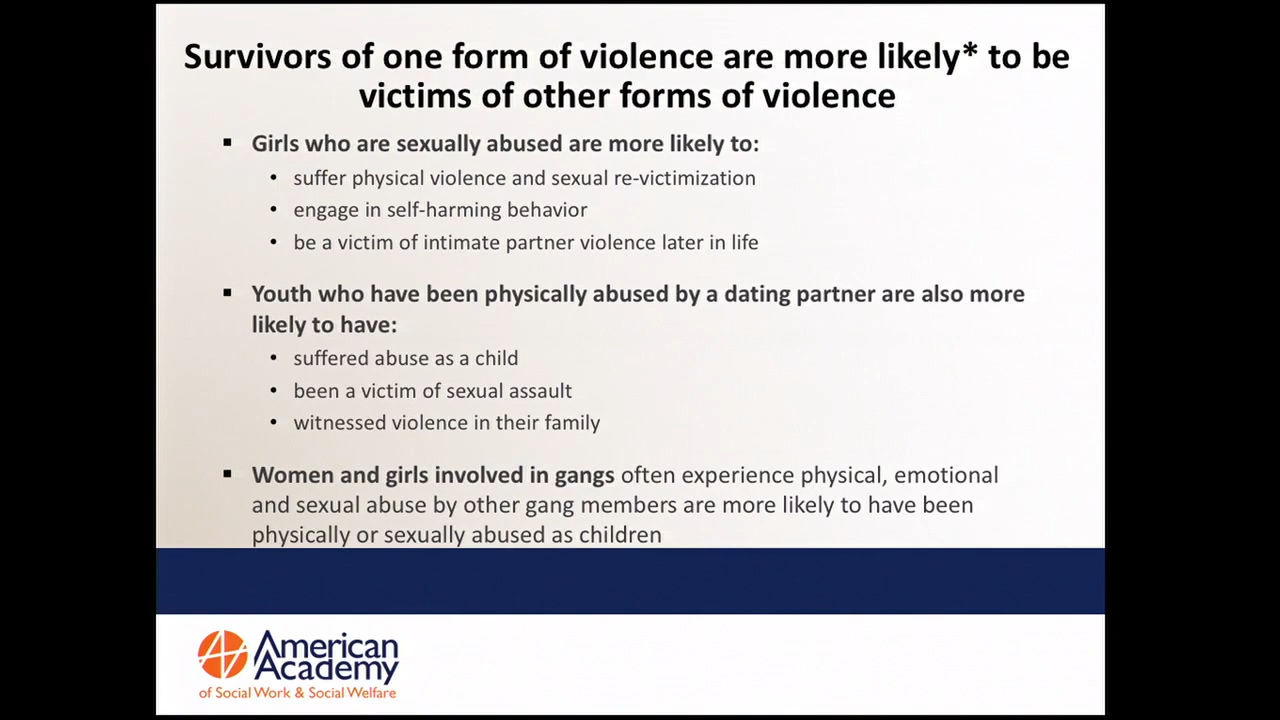 Survivors of one form of violence are more likely* to be
victims of other forms of violence
▪ Girls who are sexually abused are more likely to:
• suffer physical violence and sexual re-victimization
• engage in self-harming behavior
• be a victim of intimate partner violence later in life
▪ Youth who have been physically abused by a dating partner are also more
likely to have:
• suffered abuse as a child
• been a victim of sexual assault
• witnessed violence in their family
▪ Women and girls involved in gangs often experience physical, emotional
and sexual abuse by other gang members are more likely to have been
physically or sexually abused as children
American
Academy
of Social Work & Social Welfare